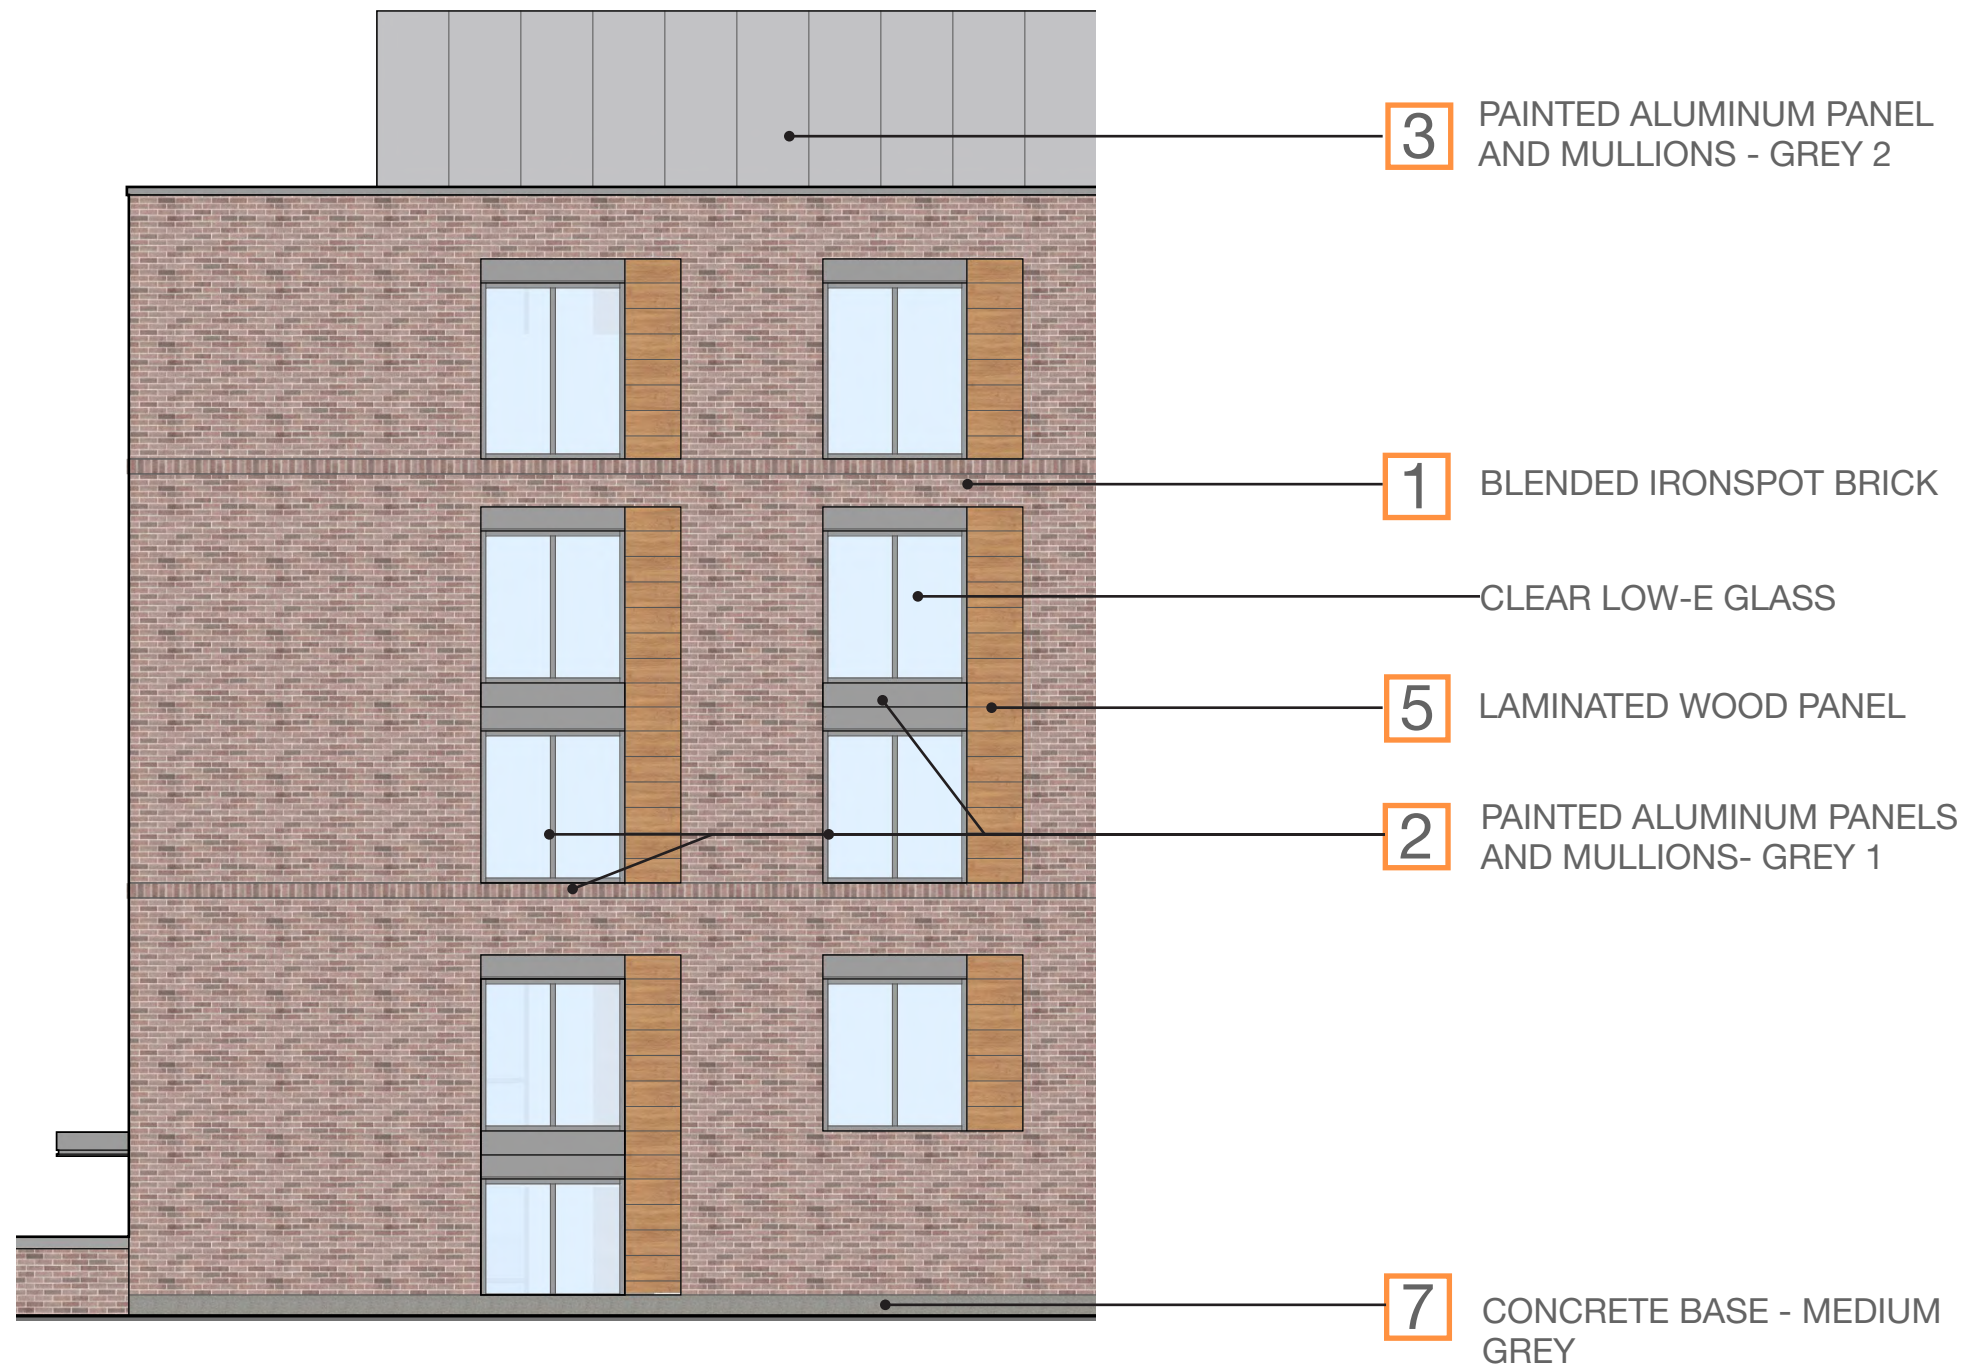 3 PAINTED ALUMINUM PANEL
AND MULLIONS - GREY 2
1 BLENDED IRONSPOT BRICK
CLEAR LOW-E GLASS
5 LAMINATED WOOD PANEL
2 PAINTED ALUMINUM PANELS
AND MULLIONS- GREY 1
7 CONCRETE BASE - MEDIUM
GREY